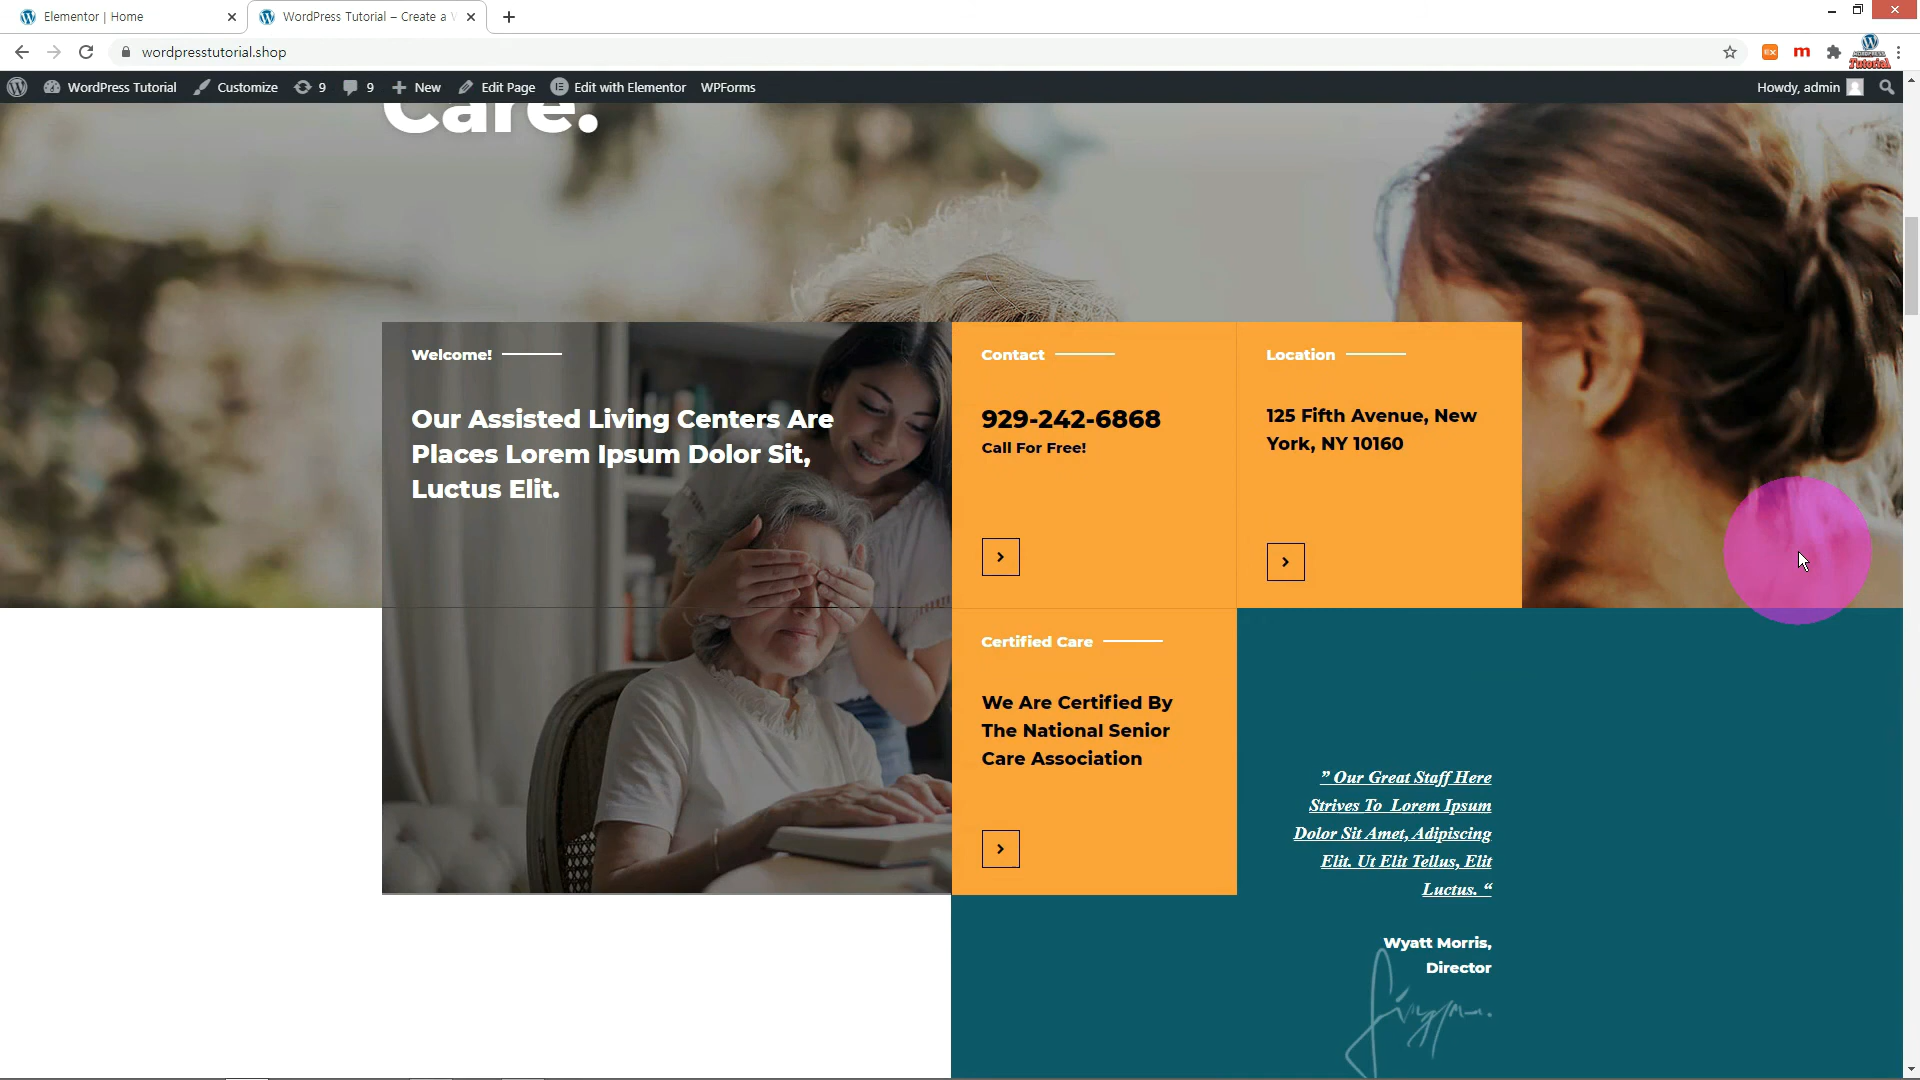 Elementor | Home
WordPress Tutorial – Create a
wordpresstutorial.shop
WordPress Tutorial
Customize
9
9
New
Edit Page
Edit with Elementor
WPForms
Howdy, admin
Care.
Welcome!
Our Assisted Living Centers Are
Places Lorem Ipsum Dolor Sit,
Luctus Elit.
Contact
929-242-6868
Call For Free!
Location
125 Fifth Avenue, New
York, NY 10160
Certified Care
We Are Certified By
The National Senior
Care Association
” Our Great Staff Here
Strives To  Lorem Ipsum
Dolor Sit Amet, Adipiscing
Elit. Ut Elit Tellus, Elit
Luctus. “
Wyatt Morris,
Director